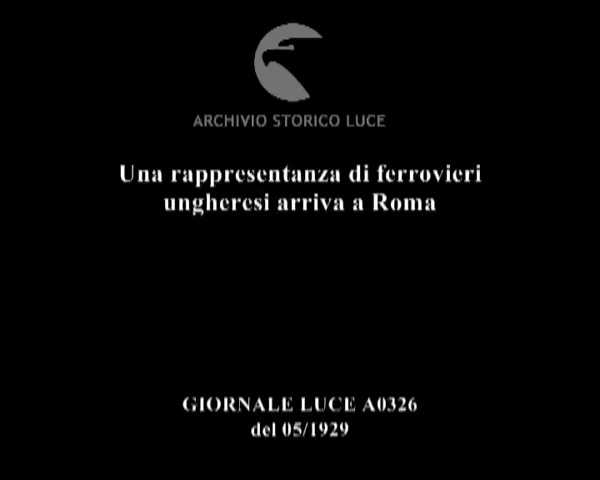 ARCHIVIO STORICO LUCE
Una rappresentanza di ferrovieri
ungheresi arriva a Roma
GIORNALE LUCE A0326
del 05/1929